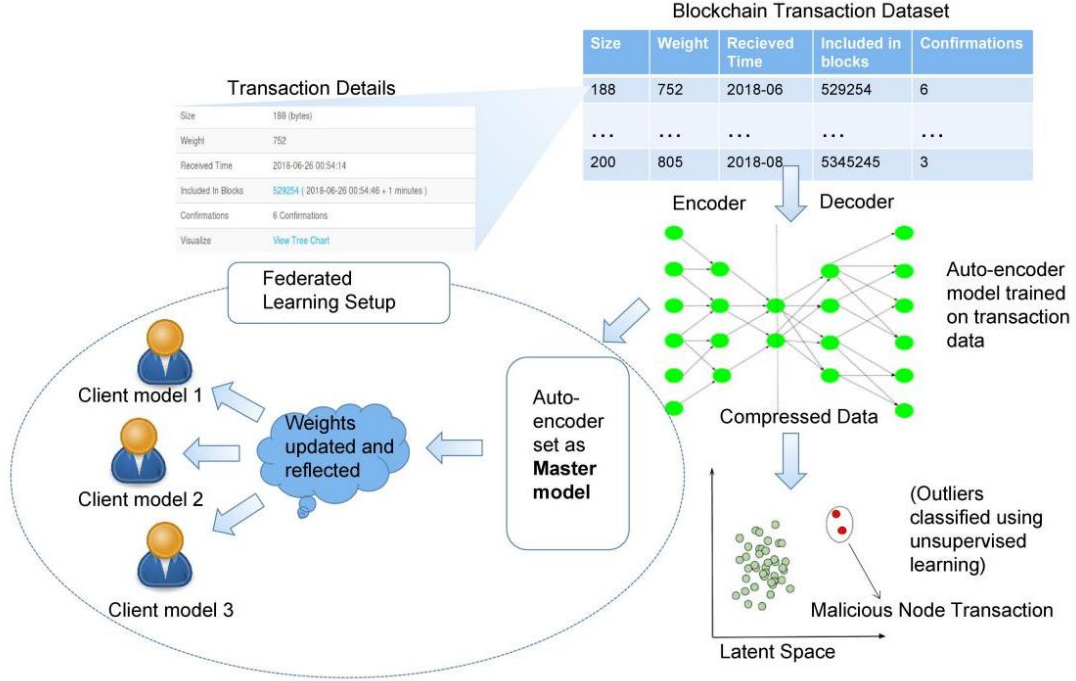 Blockchain Transaction Dataset
Size Weight Recieved Time Included in blocks Confirmations
188 752 2018-06 529254 6
... ... ... ... ...
200 805 2018-08 5345245 3
Transaction Details
Size 188 (bytes)
Weight 752
Received Time 2018-06-26 00:54:14
Included In Blocks 529254 ( 2018-06-26 00:54:46 + 1 minutes )
Confirmations 6 Confirmations
Visualize View Tree Chart
Encoder Decoder
Auto-encoder
model trained
on transaction
data
Compressed Data
Federated
Learning Setup
Client model 1
Client model 2
Client model 3
Weights
updated and
reflected
Auto-
encoder
set as
Master
model
(Outliers
classified using
unsupervised
learning)
Malicious Node Transaction
Latent Space